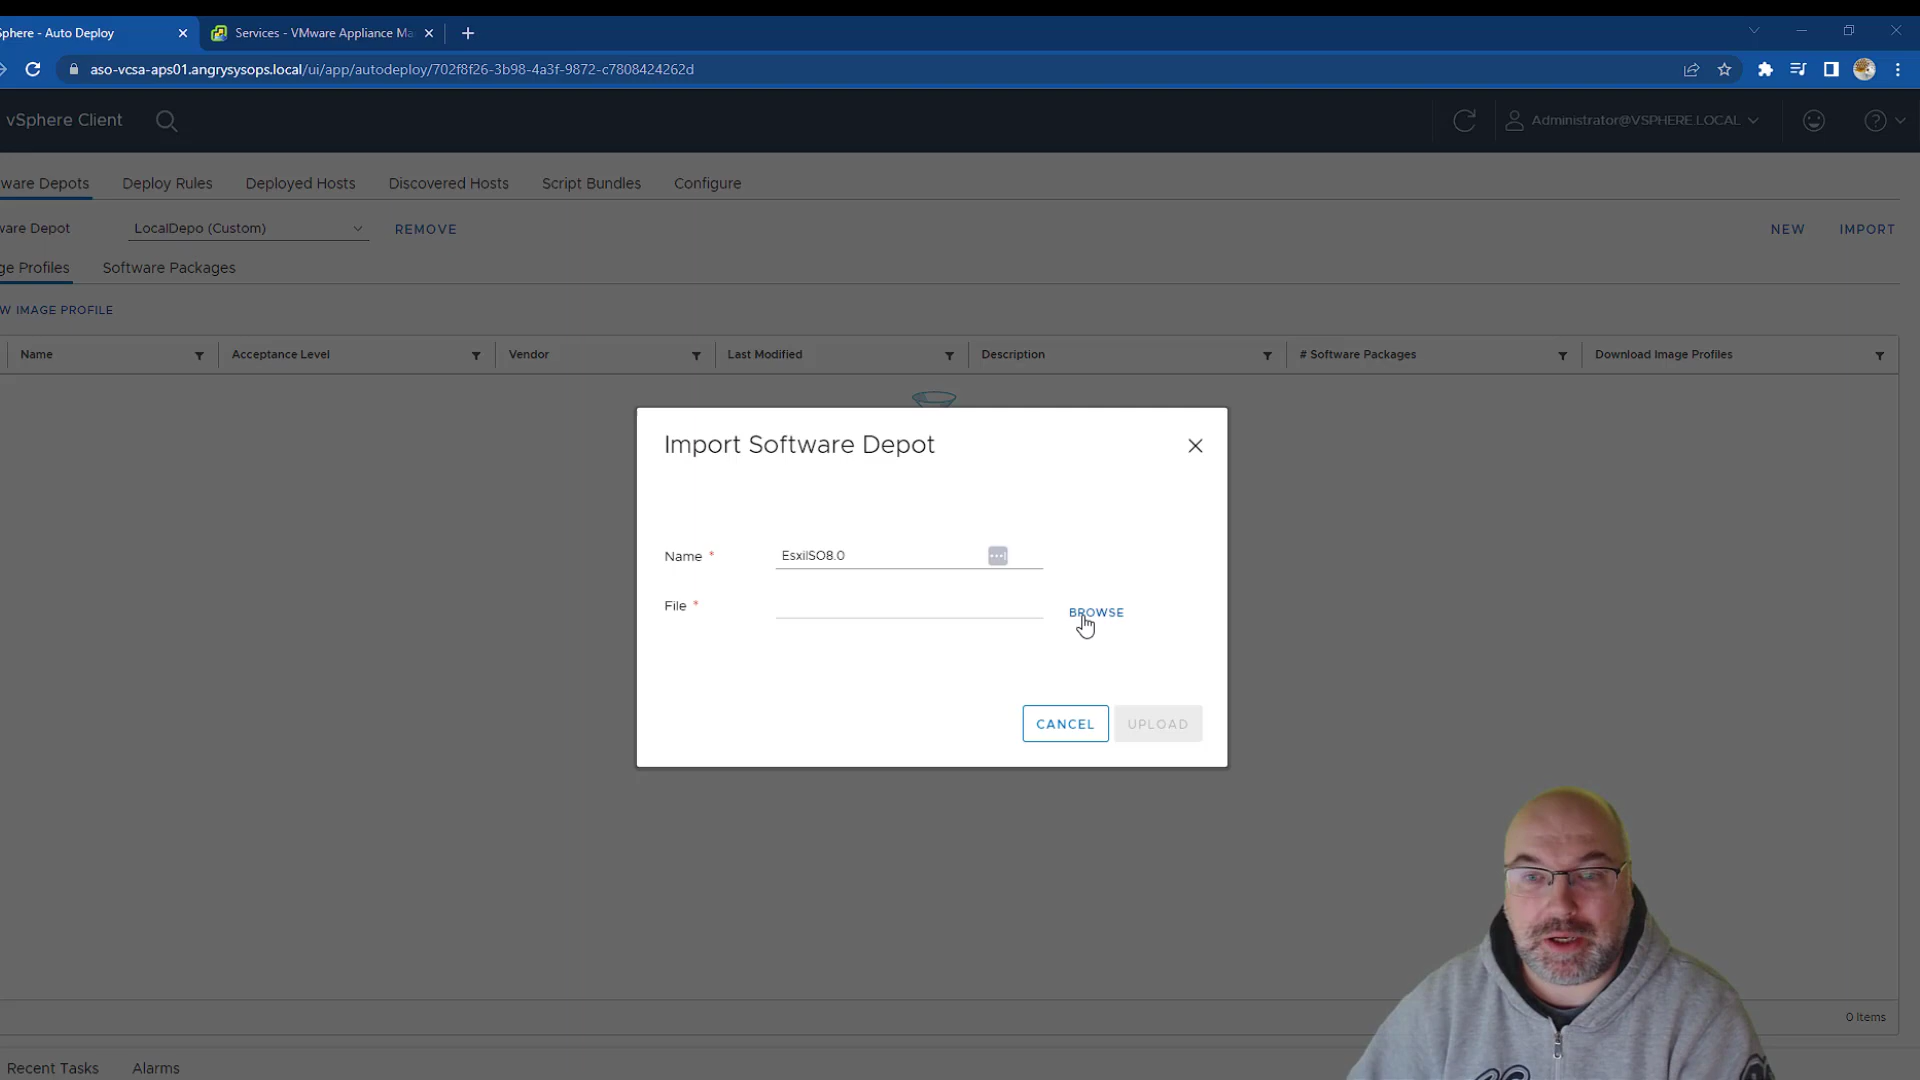 Sphere - Auto Deploy
Services - VMware Appliance Ma
aso-vcsa-aps01.angrysysops.local/ui/app/autodeploy/702f8f26-3b98-4a3f-9872-c7808424262d
vSphere Client
Administrator@VSPHERE.LOCAL
ware Depots Deploy Rules Deployed Hosts Discovered Hosts Script Bundles Configure
ware Depot LocalDepo (Custom) REMOVE NEW IMPORT
ge Profiles Software Packages
W IMAGE PROFILE
Name Acceptance Level Vendor Last Modified Description # Software Packages Download Image Profiles
Import Software Depot
Name * EsxiISO8.0
File * BROWSE
CANCEL UPLOAD
0 items
Recent Tasks Alarms